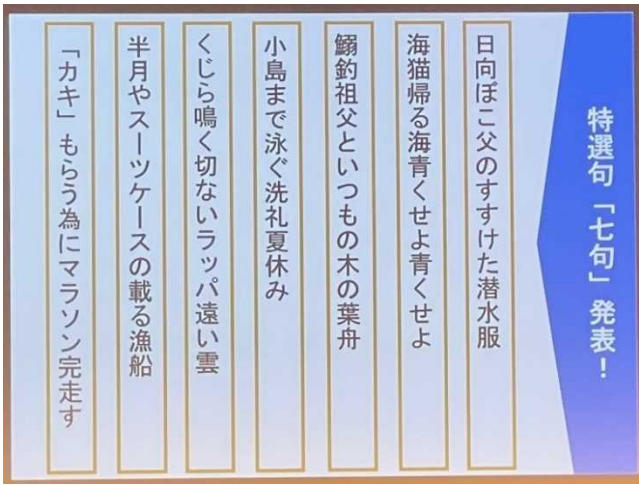 特選句「七句」発表！
日向ぼこ父のすすけた潜水服
海猫帰る海青くせよ青くせよ
鰯釣祖父といつもの木の葉舟
小島まで泳ぐ洗礼夏休み
くじら鳴く切ないラッパ遠い雲
半月やスーツケースの載る漁船
「カキ」もらう為にマラソン完走す